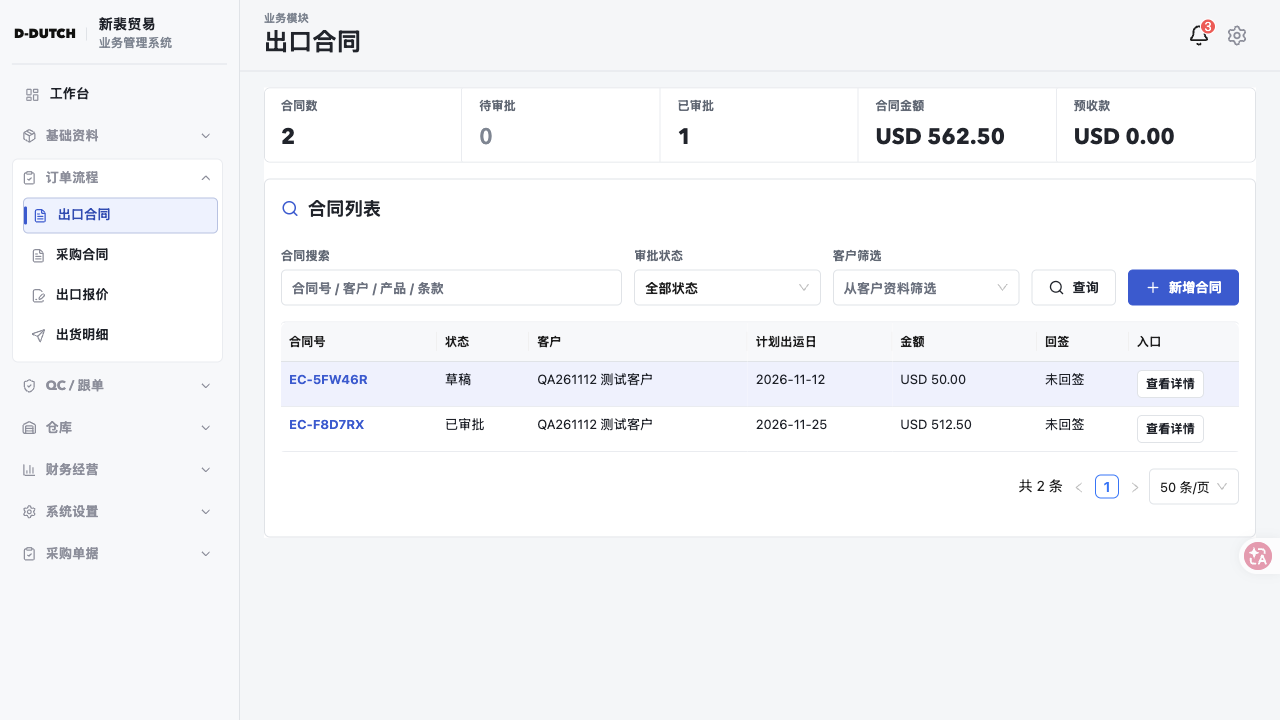 D-DUTCH
新裴贸易
业务管理系统
工作台
基础资料
订单流程
出口合同
采购合同
出口报价
出货明细
QC / 跟单
仓库
财务经营
系统设置
采购单据
业务模块
出口合同
3
合同数 待审批 已审批 合同金额 预收款
2 0 1 USD 562.50 USD 0.00
合同列表
合同搜索 审批状态 客户筛选
合同号 / 客户 / 产品 / 条款 全部状态 从客户资料筛选 查询 新增合同
合同号 状态 客户 计划出运日 金额 回签 入口
EC-5FW46R 草稿 QA261112 测试客户 2026-11-12 USD 50.00 未回签 查看详情
EC-F8D7RX 已审批 QA261112 测试客户 2026-11-25 USD 512.50 未回签 查看详情
共 2 条 1 50 条/页